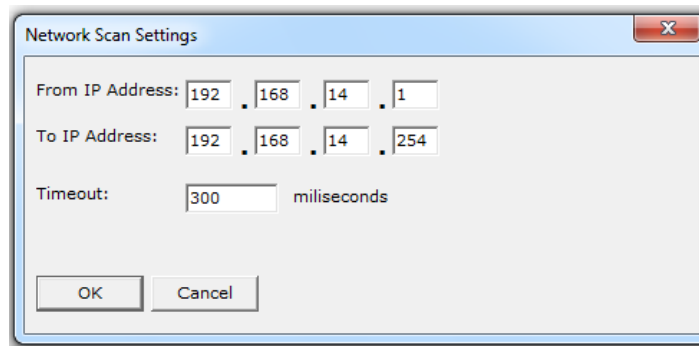 Network Scan Settings
From IP Address: 192 . 168 . 14 . 1
To IP Address: 192 . 168 . 14 . 254
Timeout: 300 miliseconds
OK Cancel